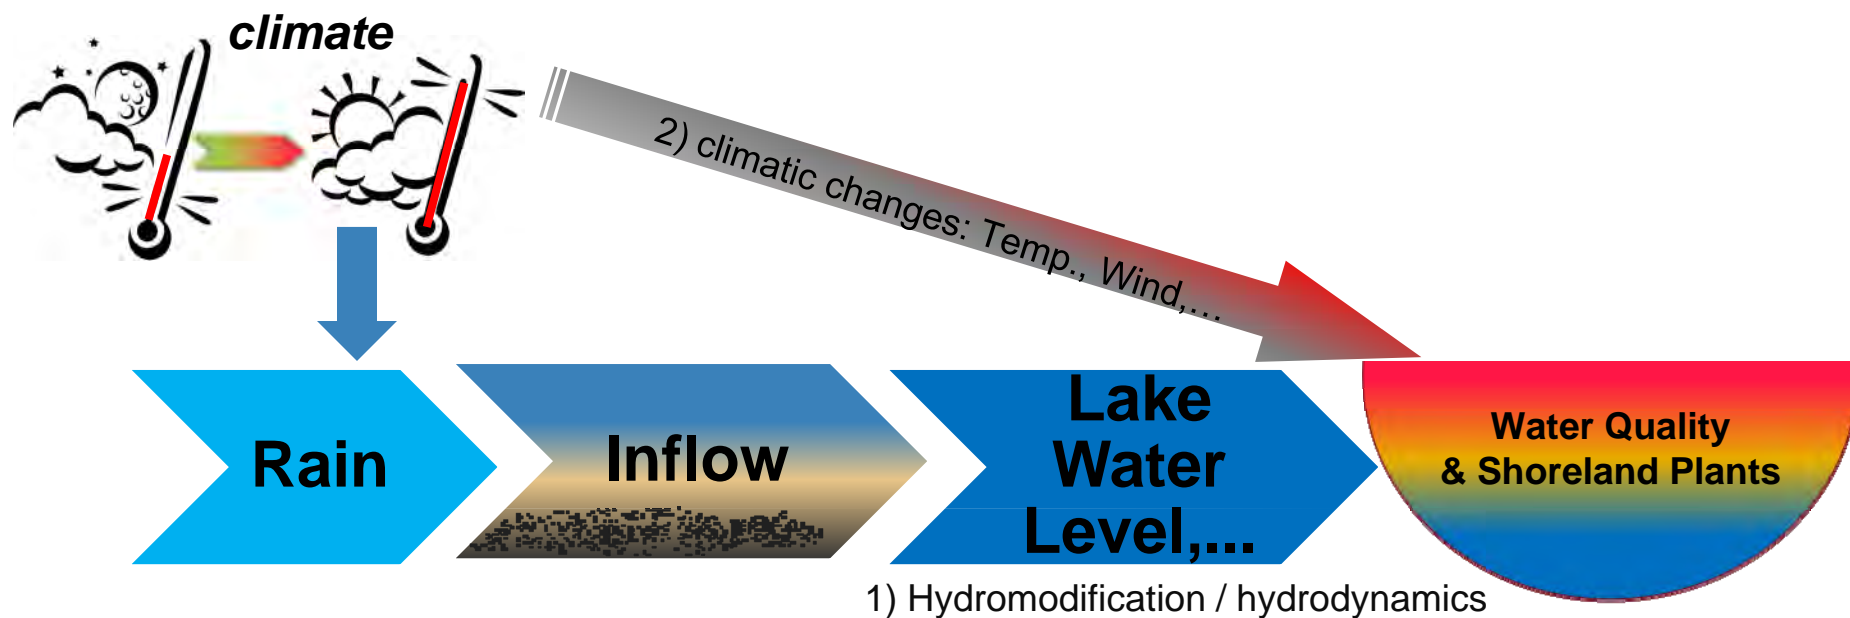 climate
2) climatic changes: Temp., Wind,...
Rain
Inflow
Lake
Water
Level,...
Water Quality
& Shoreland Plants
1) Hydromodification / hydrodynamics